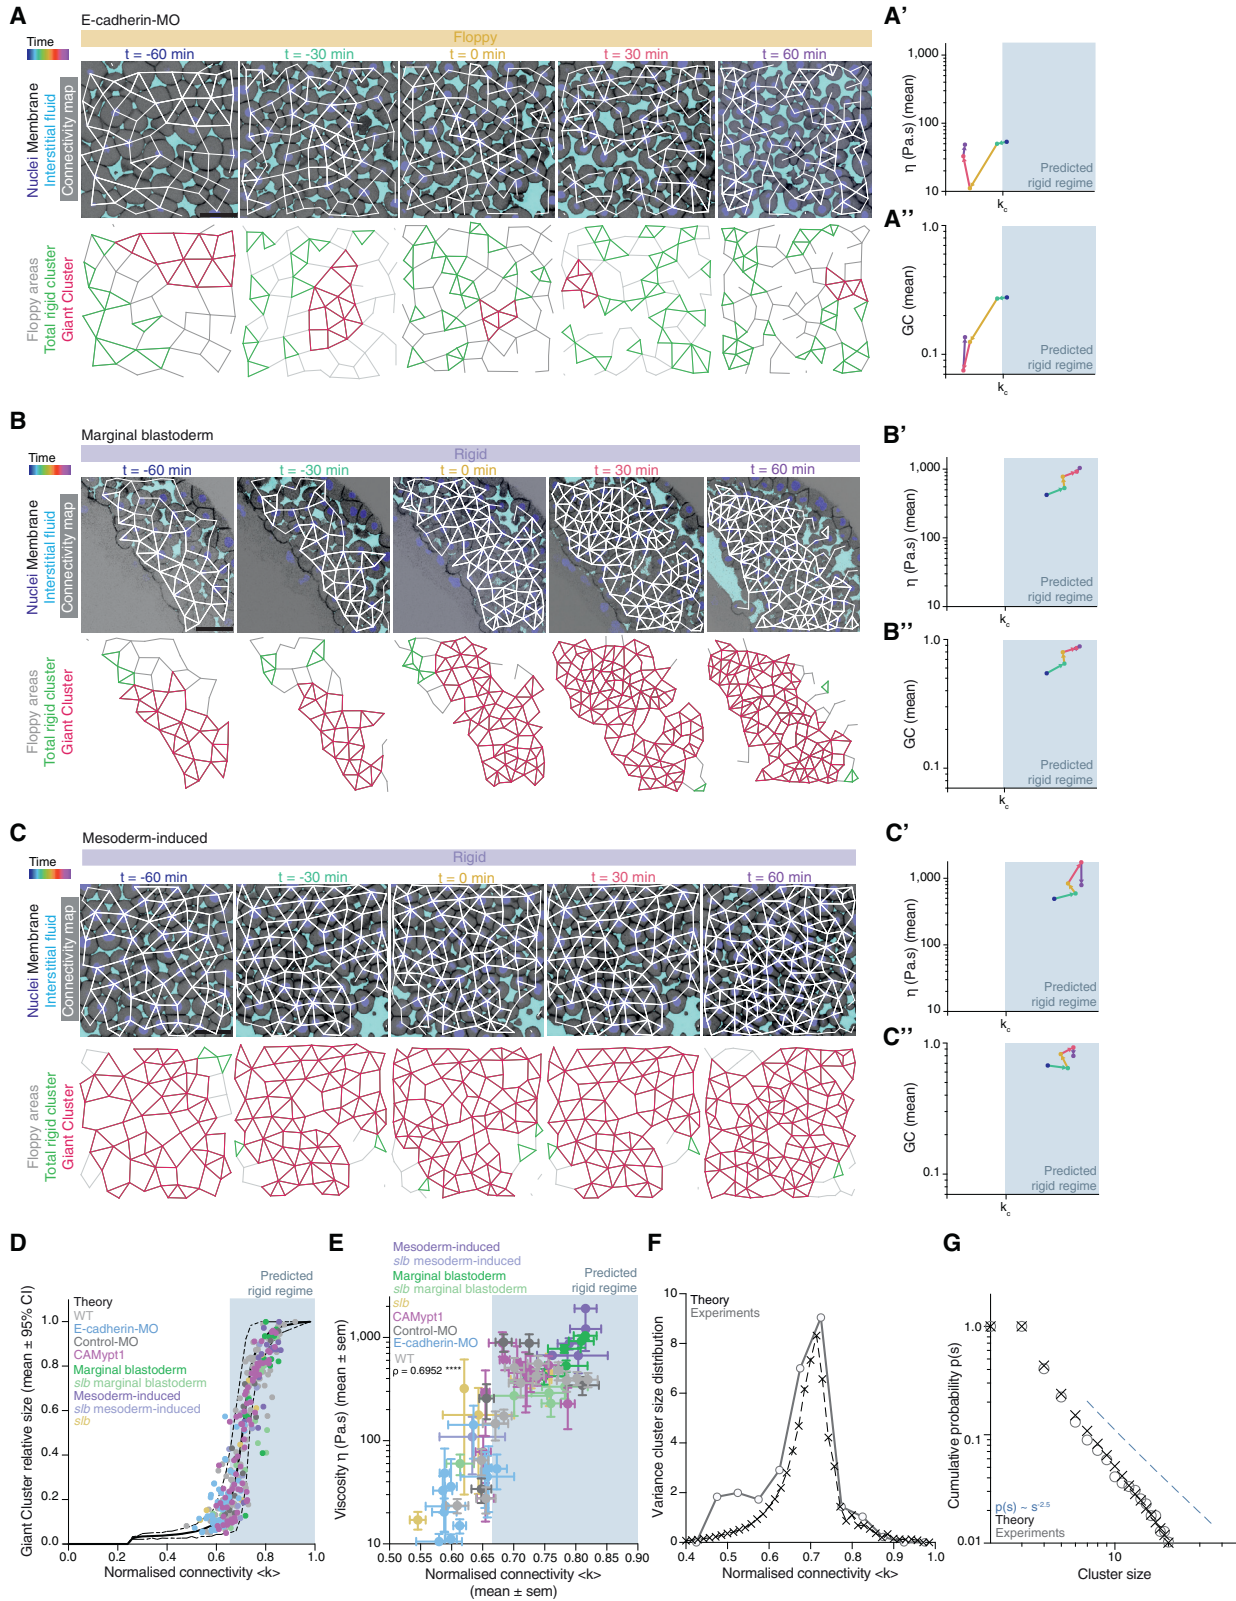 A
E-cadherin-MO
Time
Floppy
t = -60 min
t = -30 min
t = 0 min
t = 30 min
t = 60 min
Nuclei Membrane
Interstitial fluid
Connectivity map
Floppy areas
Total rigid cluster
Giant Cluster
A'
η (Pa.s) (mean)
1,000
100
10
Predicted
rigid regime
k_c
A''
GC (mean)
1.0
0.1
Predicted
rigid regime
k_c
B
Marginal blastoderm
Time
Rigid
t = -60 min
t = -30 min
t = 0 min
t = 30 min
t = 60 min
Nuclei Membrane
Interstitial fluid
Connectivity map
Floppy areas
Total rigid cluster
Giant Cluster
B'
η (Pa.s) (mean)
1,000
100
10
Predicted
rigid regime
k_c
B''
GC (mean)
1.0
0.1
Predicted
rigid regime
k_c
C
Mesoderm-induced
Time
Rigid
t = -60 min
t = -30 min
t = 0 min
t = 30 min
t = 60 min
Nuclei Membrane
Interstitial fluid
Connectivity map
Floppy areas
Total rigid cluster
Giant Cluster
C'
η (Pa.s) (mean)
1,000
100
10
Predicted
rigid regime
k_c
C''
GC (mean)
1.0
0.1
Predicted
rigid regime
k_c
D
Giant Cluster relative size (mean ± 95% CI)
Predicted
rigid regime
Theory
WT
E-cadherin-MO
Control-MO
CAMypt1
Marginal blastoderm
slb marginal blastoderm
Mesoderm-induced
slb mesoderm-induced
slb
1.0
0.8
0.6
0.4
0.2
0
0.0 0.2 0.4 0.6 0.8 1.0
Normalised connectivity <k>
E
Mesoderm-induced
slb mesoderm-induced
Marginal blastoderm
slb marginal blastoderm
slb
CAMypt1
Control-MO
E-cadherin-MO
WT
ρ = 0.6952 ****
Predicted
rigid regime
Viscosity η (Pa.s) (mean ± sem)
1,000
100
10
0.50 0.55 0.60 0.65 0.70 0.75 0.80 0.85 0.90
Normalised connectivity <k>
(mean ± sem)
F
Theory
Experiments
Variance cluster size distribution
10
8
6
4
2
0
0.4 0.5 0.6 0.7 0.8 0.9 1.0
Normalised connectivity <k>
G
Cumulative probability p(s)
1.0
0.1
0.01
p(s) ~ s^-2.5
Theory
Experiments
10
Cluster size